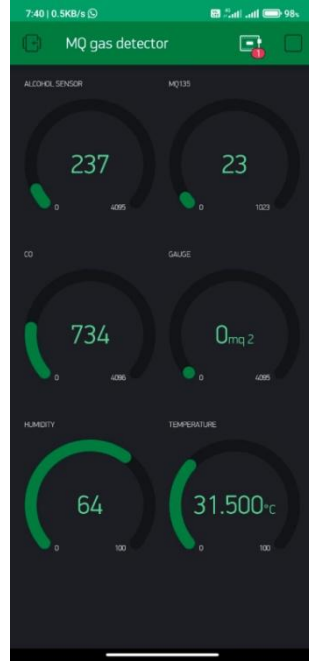 7:40 | 0.5KB/s 98%
MQ gas detector
1
ALCOHOL SENSOR MQ135
237 23
0 4095 0 1023
CO GAUGE
734 0mq 2
0 4096 0 4095
HUMIDITY TEMPERATURE
64 31.500°C
0 100 0 100